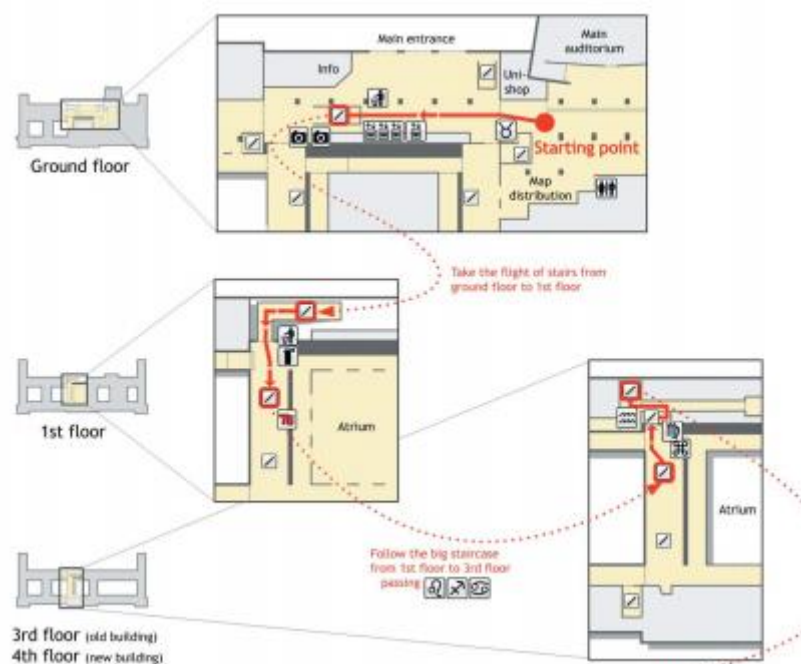 Main entrance
Main
auditorium
Info
Uni-
shop
Starting point
Ground floor
Map
distribution
Take the flight of stairs from
ground floor to 1st floor
Atrium
1st floor
Atrium
Follow the big staircase
from 1st floor to 3rd floor
passing
3rd floor (old building)
4th floor (new building)